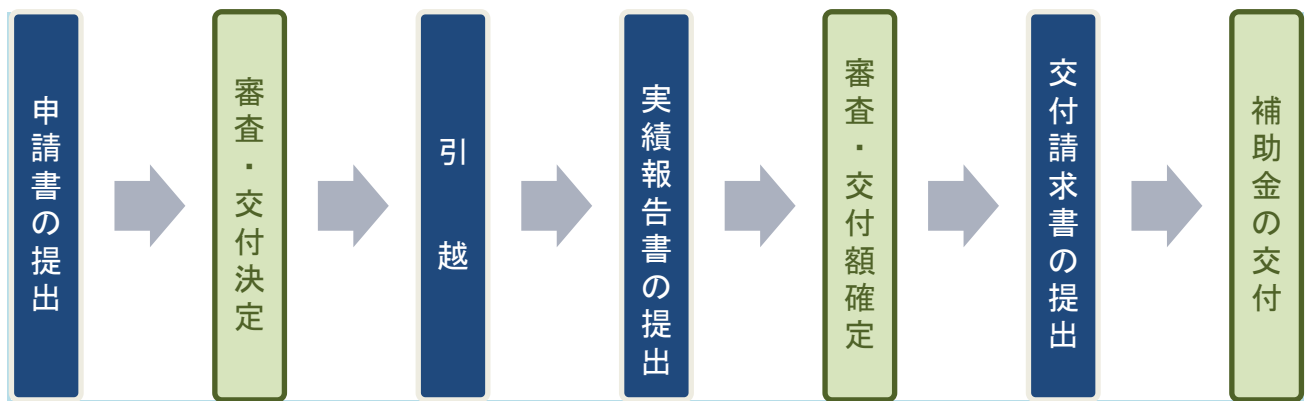 申請書の提出
審査・交付決定
引越
実績報告書の提出
審査・交付額確定
交付請求書の提出
補助金の交付